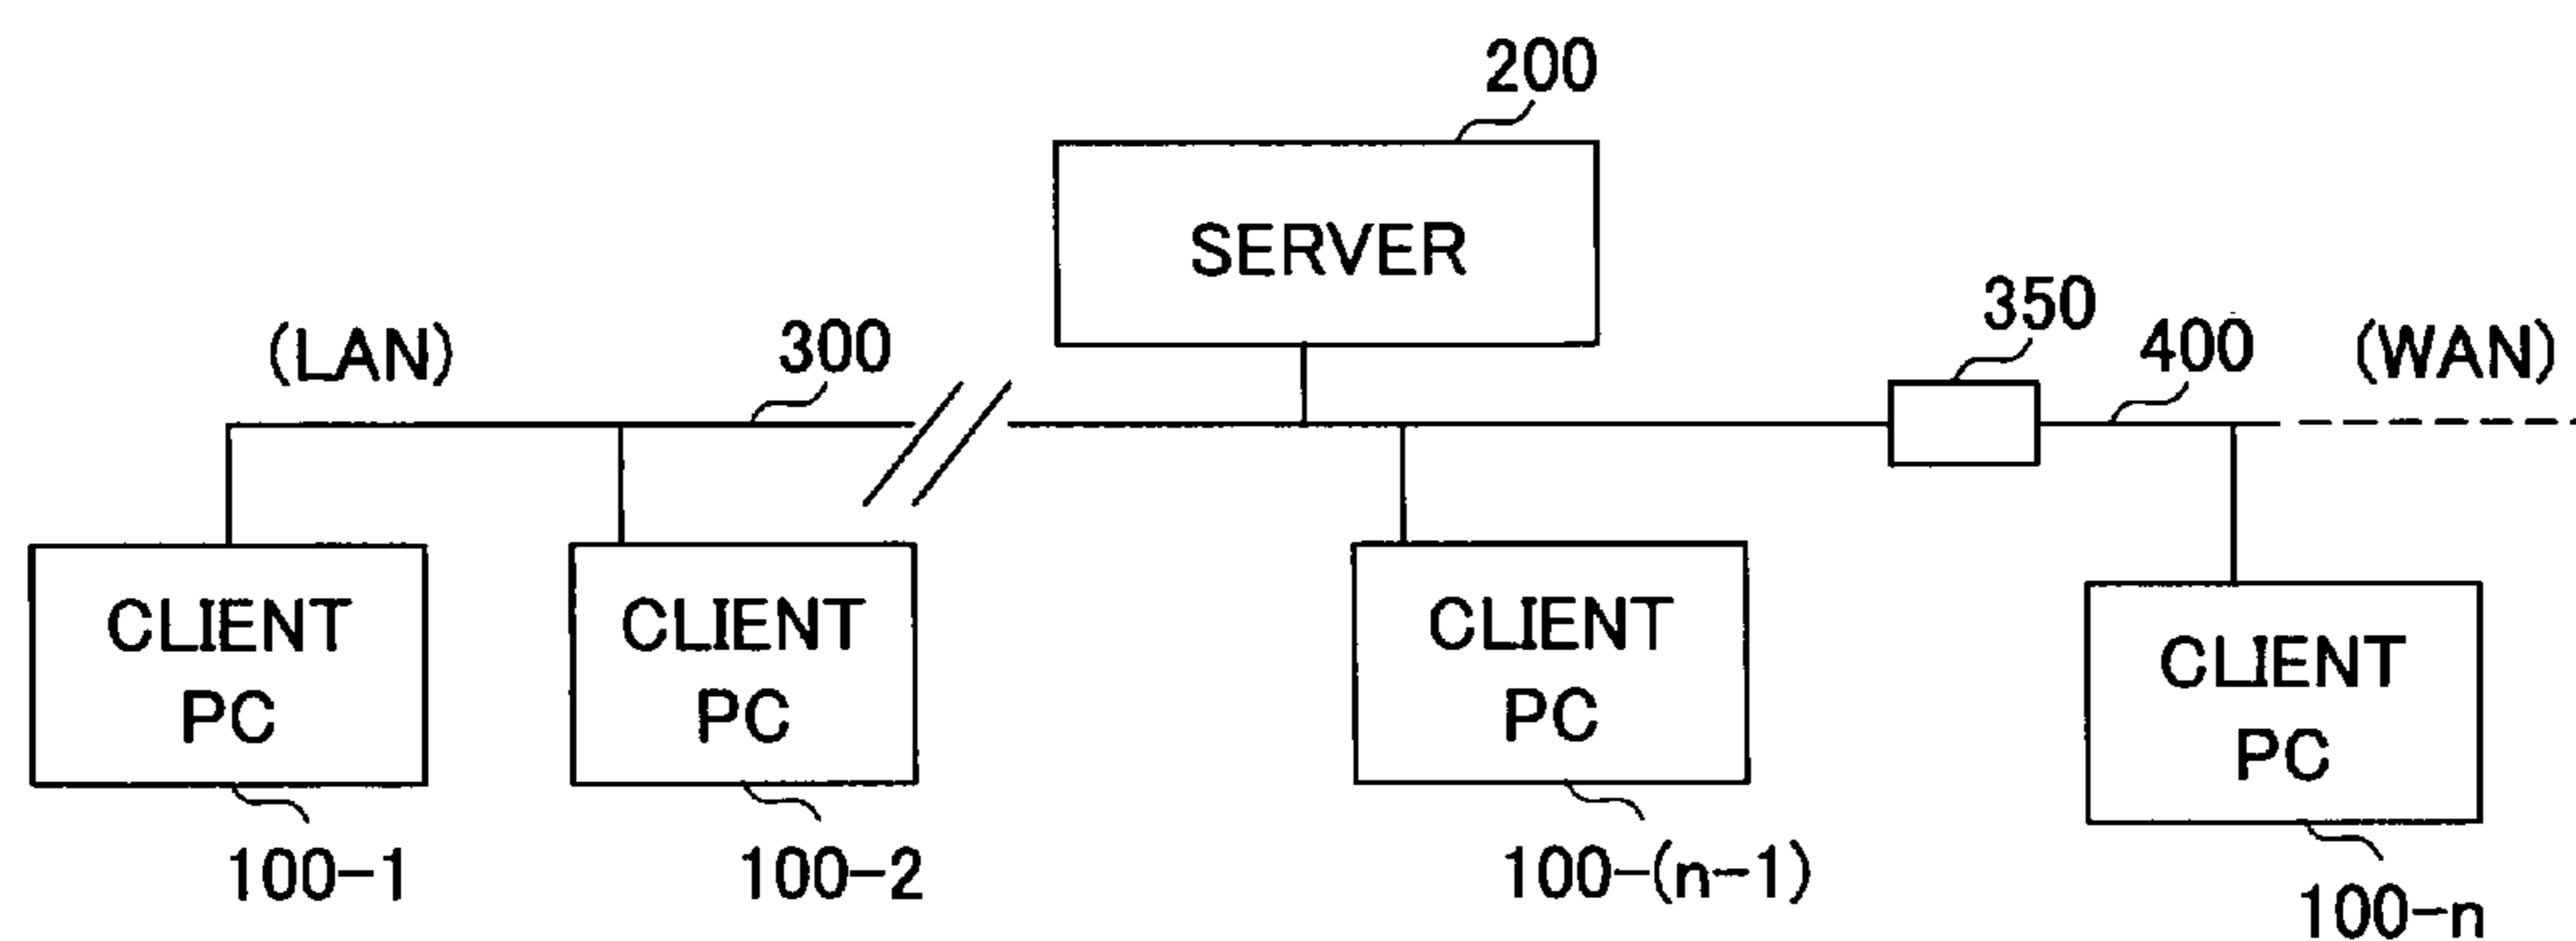 200
SERVER
350
(LAN)
300
400
(WAN)
CLIENT
PC
CLIENT
PC
CLIENT
PC
CLIENT
PC
100-1
100-2
100-(n-1)
100-n